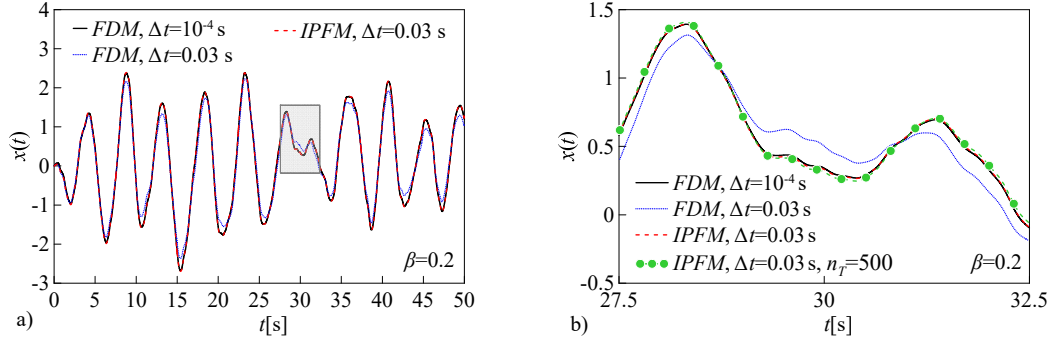 4
3
2
1
0
-1
-2
3
x(t)
FDM, Δt=10⁻⁴ s
IPFM, Δt=0.03 s
FDM, Δt=0.03 s
β=0.2
0 5 10 15 20 25 30 35 40 45 50
t[s]
a)
1.5
1.0
0.5
0
-0.5
x(t)
FDM, Δt=10⁻⁴ s
FDM, Δt=0.03 s
IPFM, Δt=0.03 s
IPFM, Δt=0.03 s, n_T=500
β=0.2
27.5 30 32.5
t[s]
b)